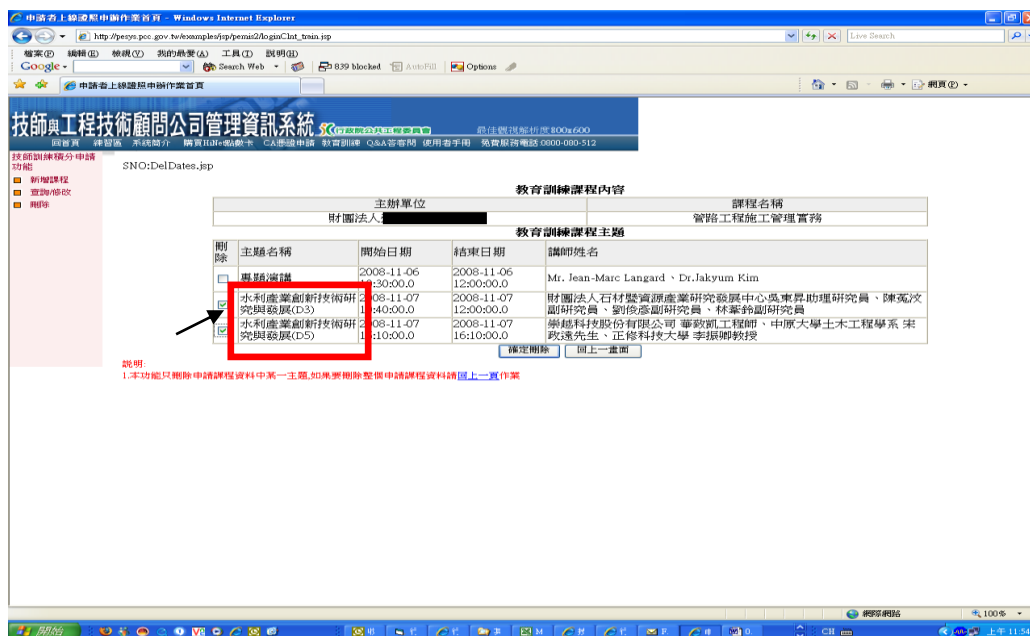 申請者上線證照申辦作業首頁 - Windows Internet Explorer
http://pesys.pcc.gov.tw/examples/jsp/pemis2/loginClnt_train.jsp
Live Search
檔案(F) 編輯(E) 檢視(V) 我的最愛(A) 工具(T) 說明(H)
Google Search Web 839 blocked AutoFill Options
申請者上線證照申辦作業首頁
網頁(P)
技師與工程技術顧問公司管理資訊系統 行政院公共工程委員會 最佳觀視解析度800x600
回首頁 練習區 系統簡介 購買HiNet點數卡 CA憑證申請 教育訓練 Q&A答客問 使用者手冊 免費服務電話:0800-080-512
技師訓練積分申請
功能
新增課程
查詢/修改
刪除
SNO:DelDates.jsp
教育訓練課程內容
主辦單位 課程名稱
財團法人 管路工程施工管理實務
教育訓練課程主題
刪除 主題名稱 開始日期 結束日期 講師姓名
專題演講 2008-11-06 2008-11-06 Mr. Jean-Marc Langard、Dr.Jakyum Kim
:30:00.0 12:00:00.0
水利產業創新技術研 2008-11-07 2008-11-07 財團法人石材暨資源產業研究發展中心吳東昇助理研究員、陳
究與發展(D3) :40:00.0 12:00:00.0 副研究員、劉俊彥副研究員、林葦鈴副研究員
水利產業創新技術研 2008-11-07 2008-11-07 崇越科技股份有限公司 華致凱工程師、中原大學土木工程學系 宋
究與發展(D5) :10:00.0 16:10:00.0 政遠先生、正修科技大學 李振卿教授
確定刪除 回上一畫面
說明:
1.本功能只刪除申請課程資料中某一主題,如果要刪除整個申請課程資料請回上一頁作業
網際網路 100%
開始 CH 上午 11:54